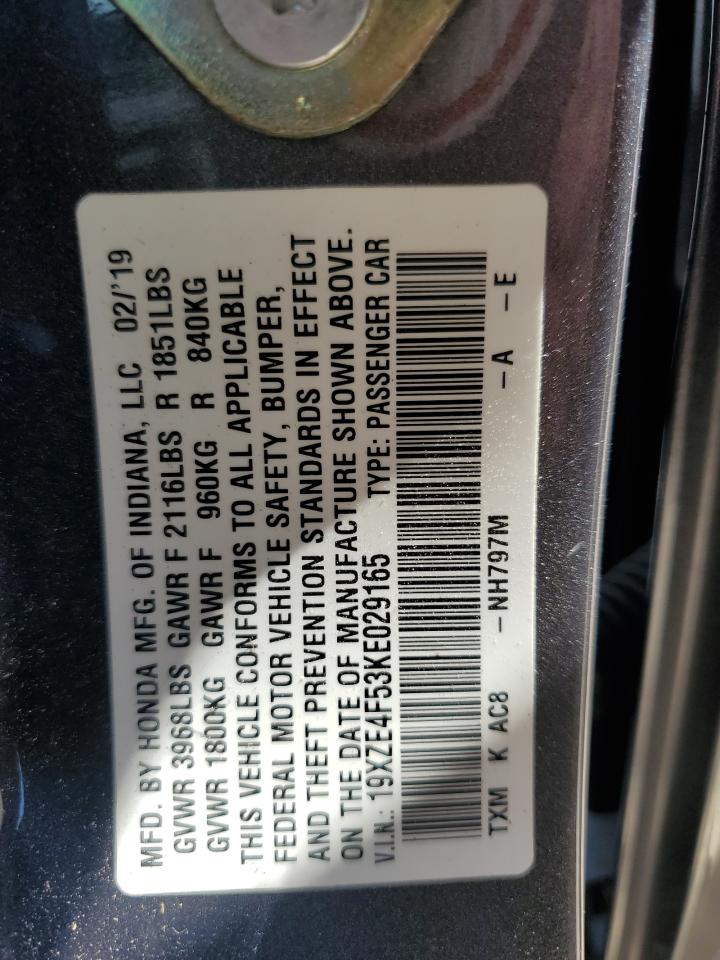 MFD. BY HONDA MFG. OF INDIANA, LLC 02/'19
GVWR 3968LBS GAWR F 2116LBS R 1851LBS
GVWR 1800KG GAWR F 960KG R 840KG
THIS VEHICLE CONFORMS TO ALL APPLICABLE
FEDERAL MOTOR VEHICLE SAFETY, BUMPER,
AND THEFT PREVENTION STANDARDS IN EFFECT
ON THE DATE OF MANUFACTURE SHOWN ABOVE.
V.I.N.: 19XZE4F53KE029165 TYPE: PASSENGER CAR
TXM K AC8 –NH797M –A –E